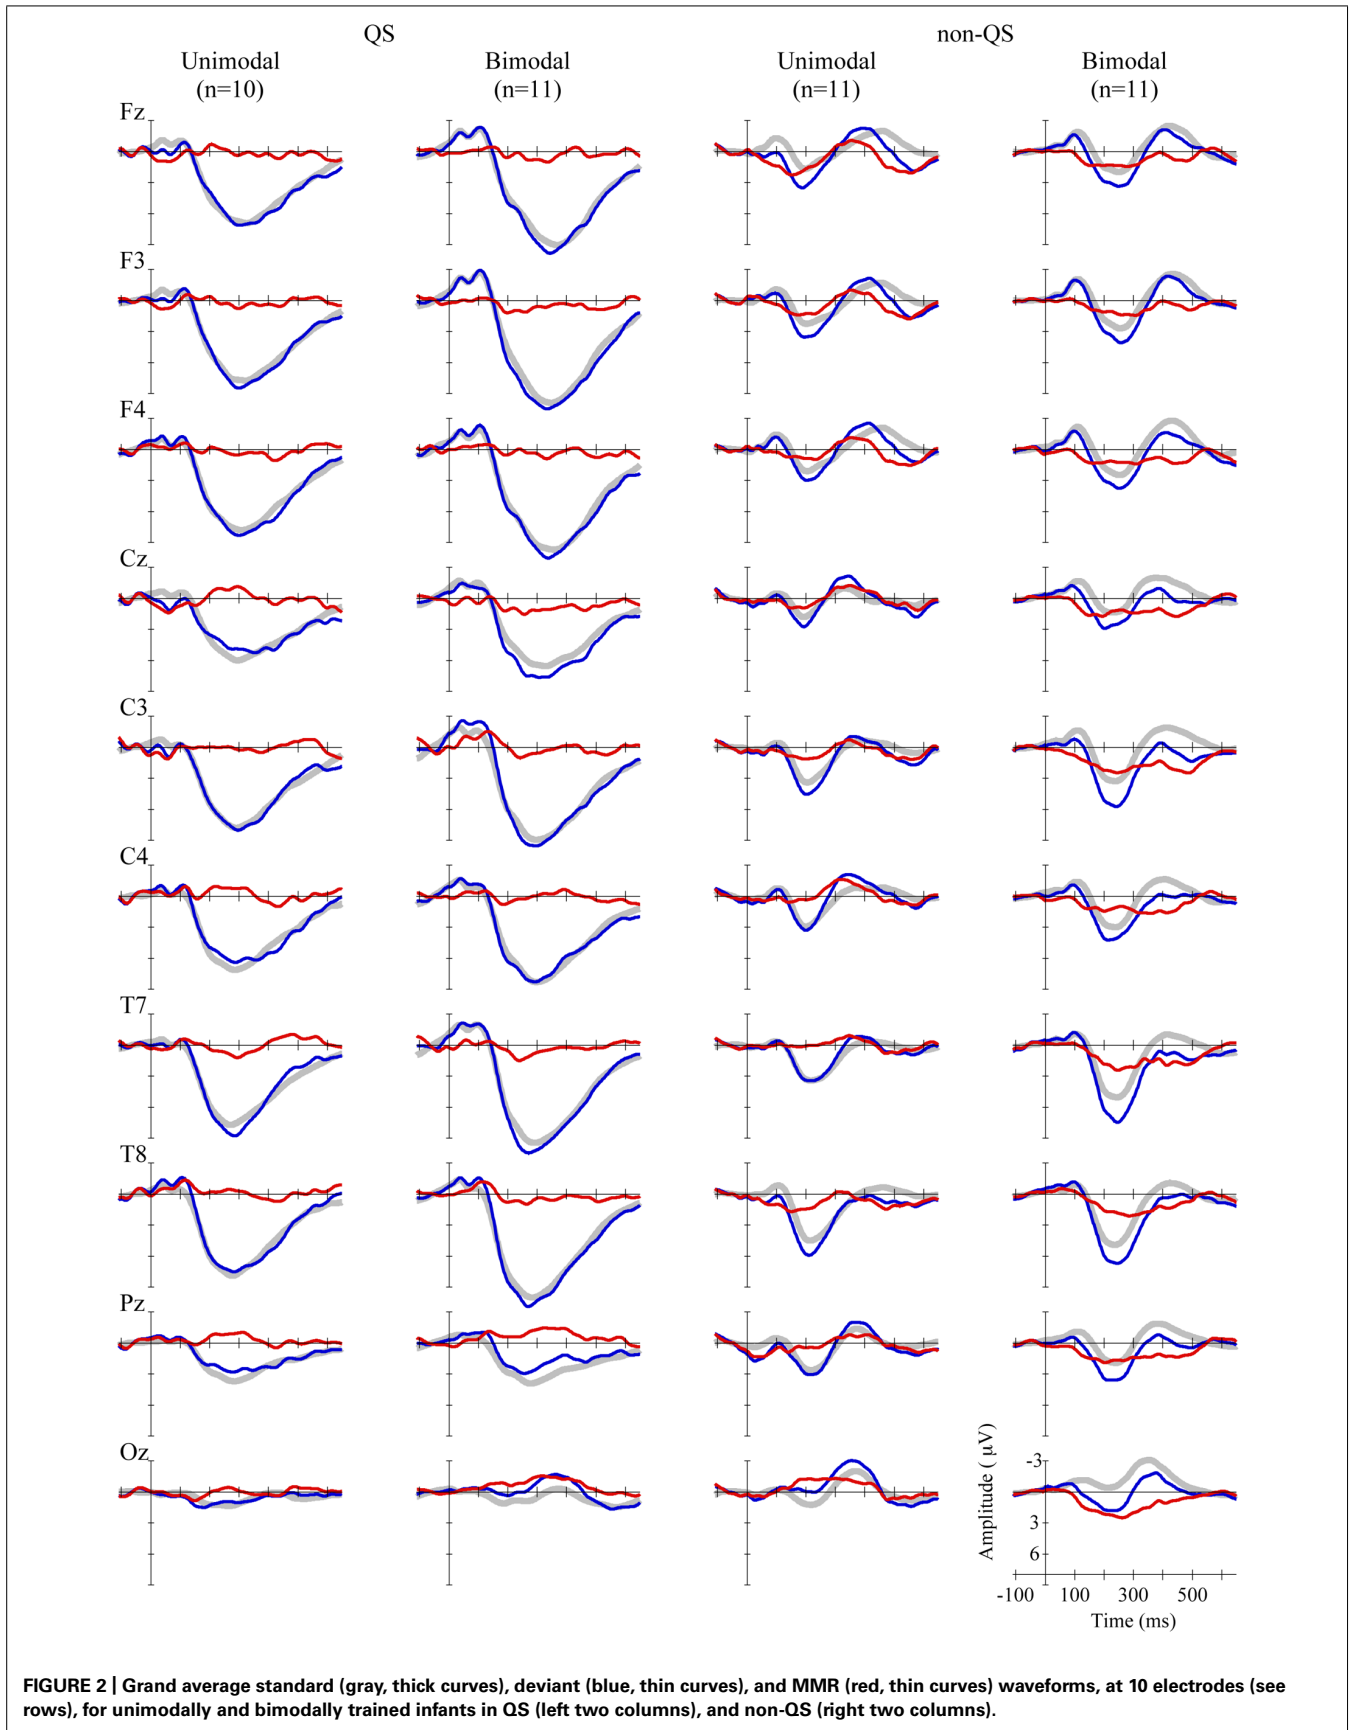 QS non-QS
Unimodal Bimodal Unimodal Bimodal
(n=10) (n=11) (n=11) (n=11)
Fz
F3
F4
Cz
C3
C4
T7
T8
Pz
Oz
Amplitude ( μV)
-3
3
6
-100 100 300 500
Time (ms)
FIGURE 2 | Grand average standard (gray, thick curves), deviant (blue, thin curves), and MMR (red, thin curves) waveforms, at 10 electrodes (see
rows), for unimodally and bimodally trained infants in QS (left two columns), and non-QS (right two columns).